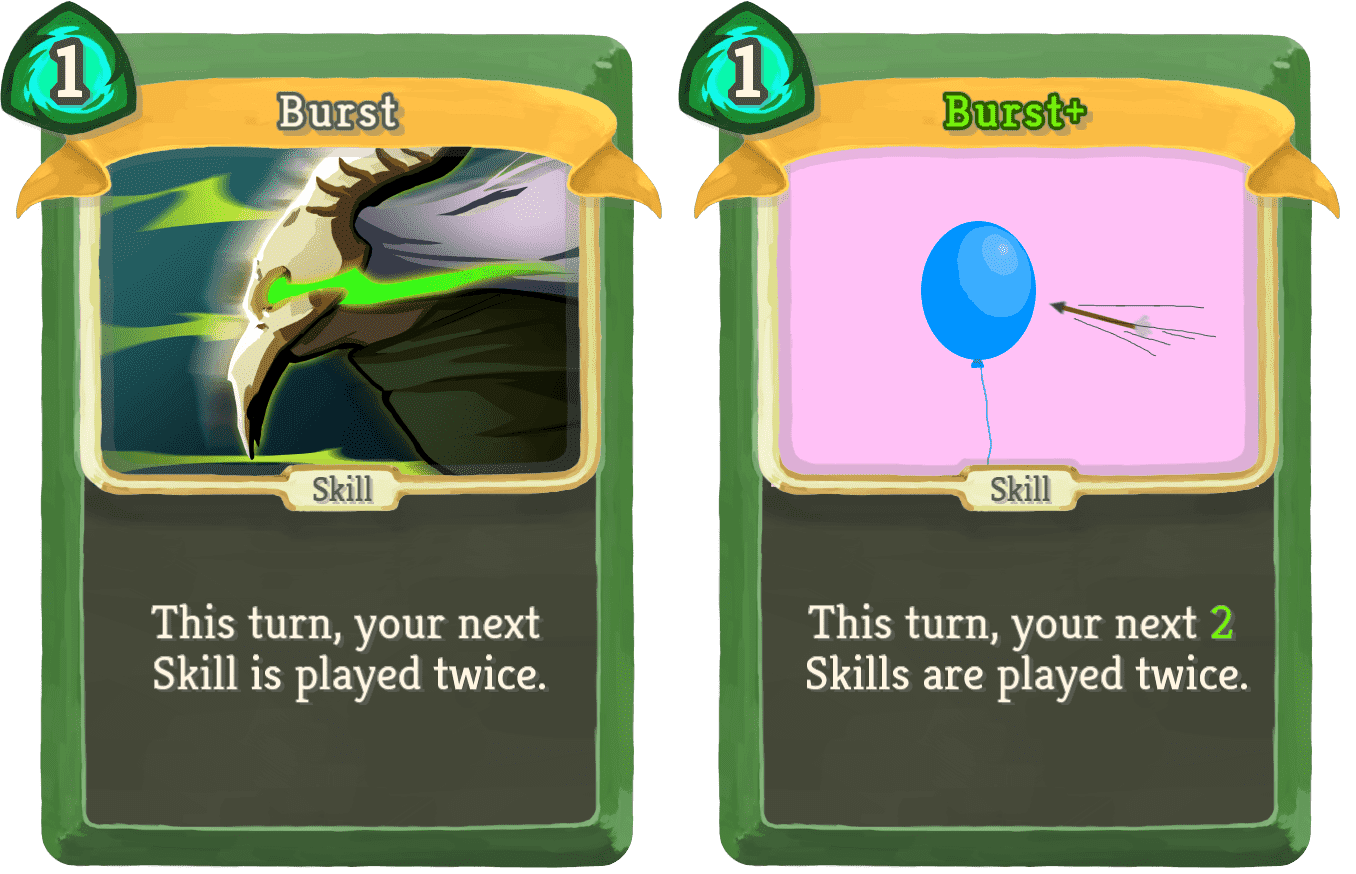 1
Burst
Skill
This turn, your next
Skill is played twice.
1
Burst+
Skill
This turn, your next 2
Skills are played twice.